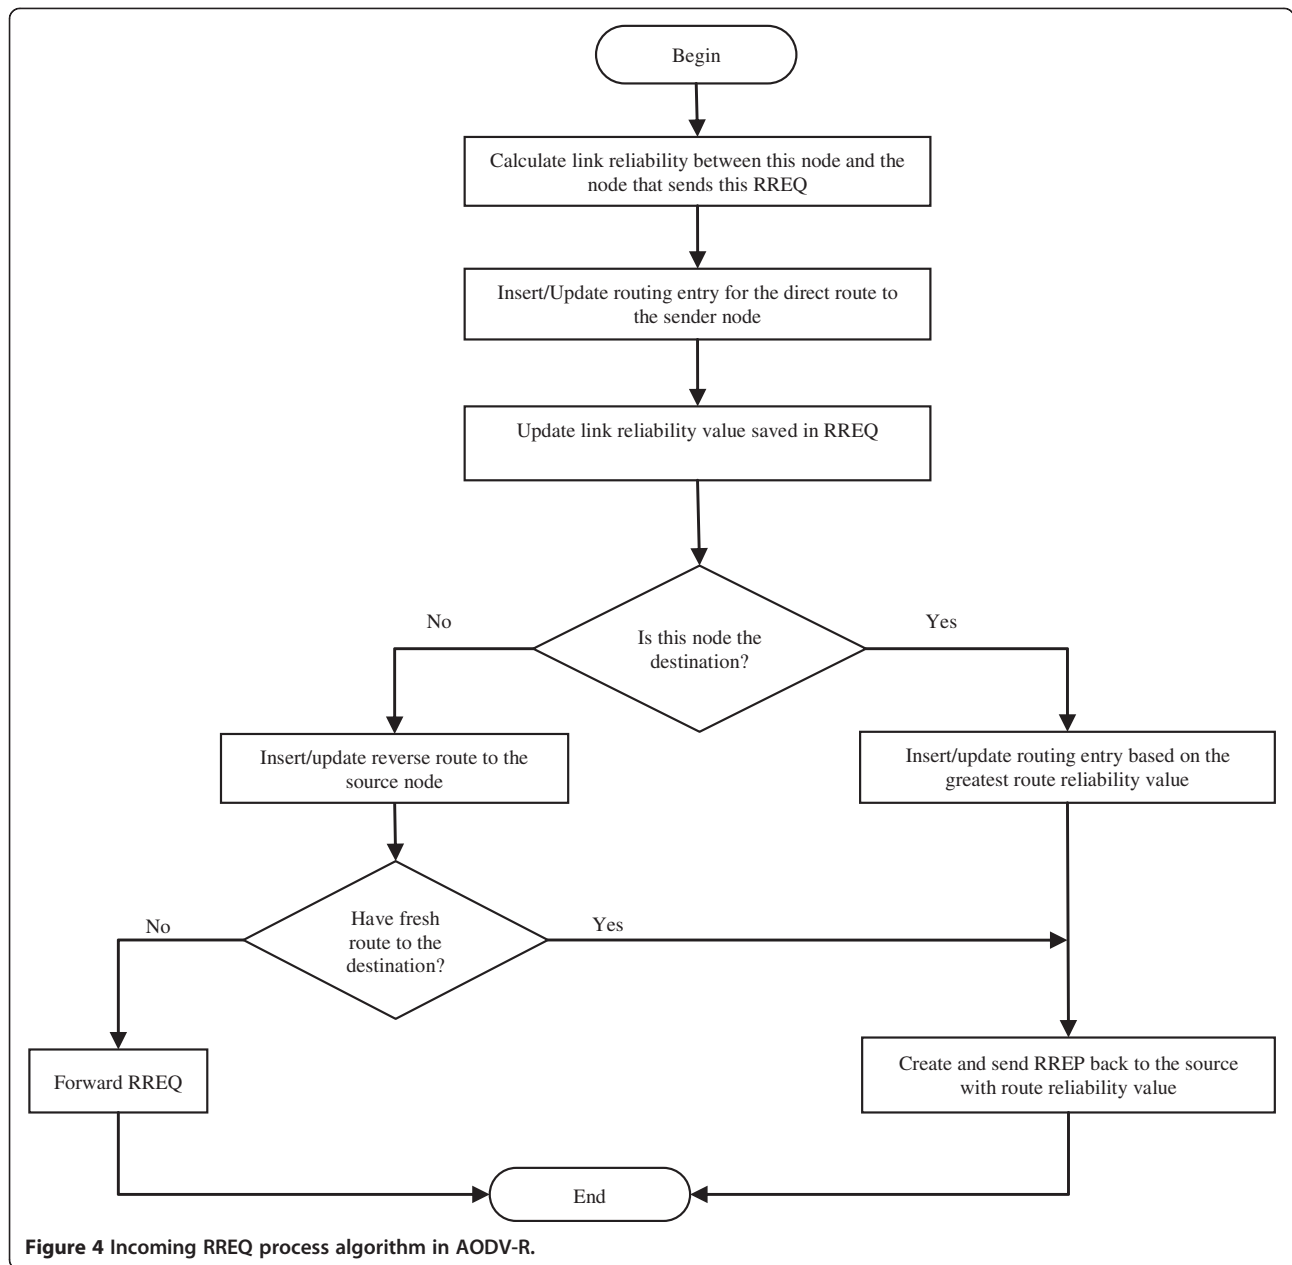 Begin
Calculate link reliability between this node and the
node that sends this RREQ
Insert/Update routing entry for the direct route to
the sender node
Update link reliability value saved in RREQ
No
Yes
Is this node the
destination?
Insert/update reverse route to the
source node
Insert/update routing entry based on the
greatest route reliability value
No
Have fresh
route to the
destination?
Yes
Forward RREQ
Create and send RREP back to the source
with route reliability value
End
Figure 4 Incoming RREQ process algorithm in AODV-R.